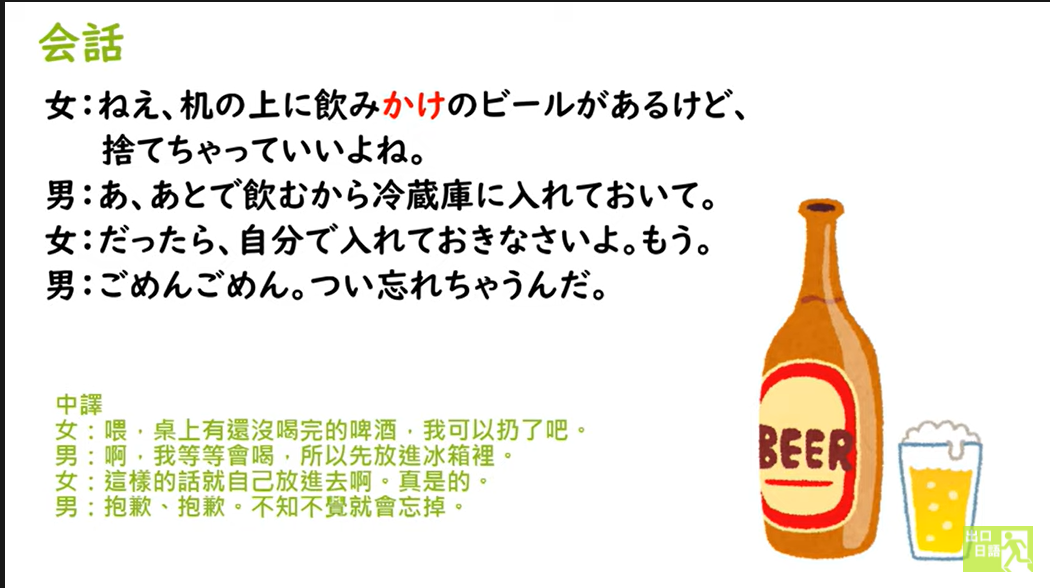 会話
女：ねえ、机の上に飲みかけのビールがあるけど、
捨てちゃっていいよね。
男：あ、あとで飲むから冷蔵庫に入れておいて。
女：だったら、自分で入れておきなさいよ。もう。
男：ごめんごめん。つい忘れちゃうんだ。
中譯
女：喂，桌上有還沒喝完的啤酒，我可以扔了吧。
男：啊，我等等會喝，所以先放進冰箱裡。
女：這樣的話就自己放進去啊。真是的。
男：抱歉、抱歉。不知不覺就會忘掉。
BEER
出口
日語